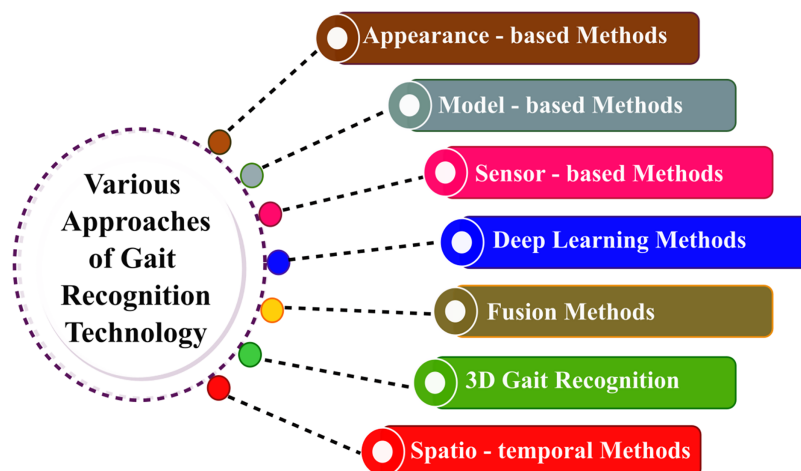 Various
Approaches
of Gait
Recognition
Technology
Appearance - based Methods
Model - based Methods
Sensor - based Methods
Deep Learning Methods
Fusion Methods
3D Gait Recognition
Spatio - temporal Methods